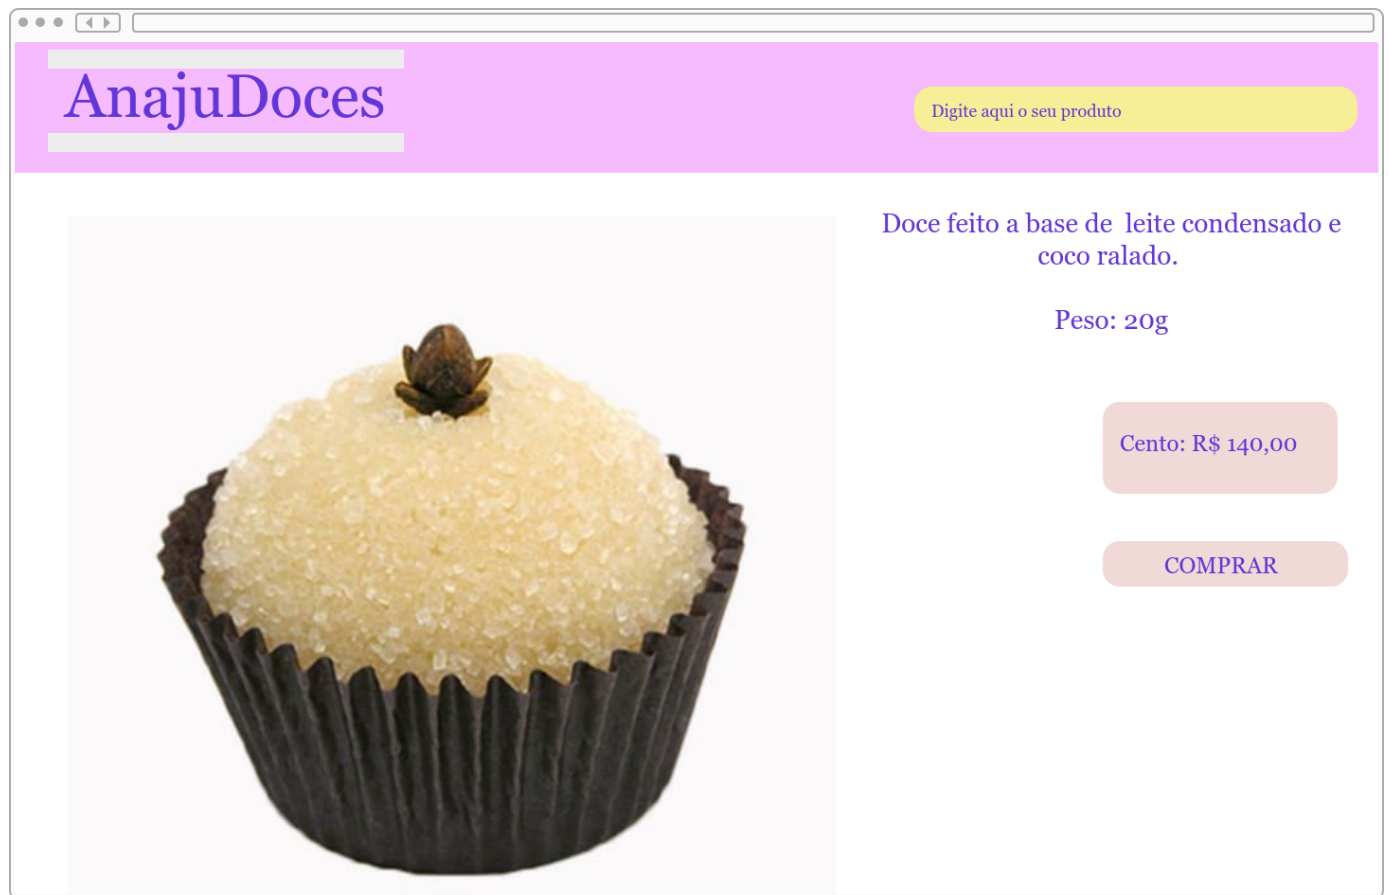 AnajuDoces
Digite aqui o seu produto
Doce feito a base de  leite condensado e
coco ralado.
Peso: 20g
Cento: R$ 140,00
COMPRAR